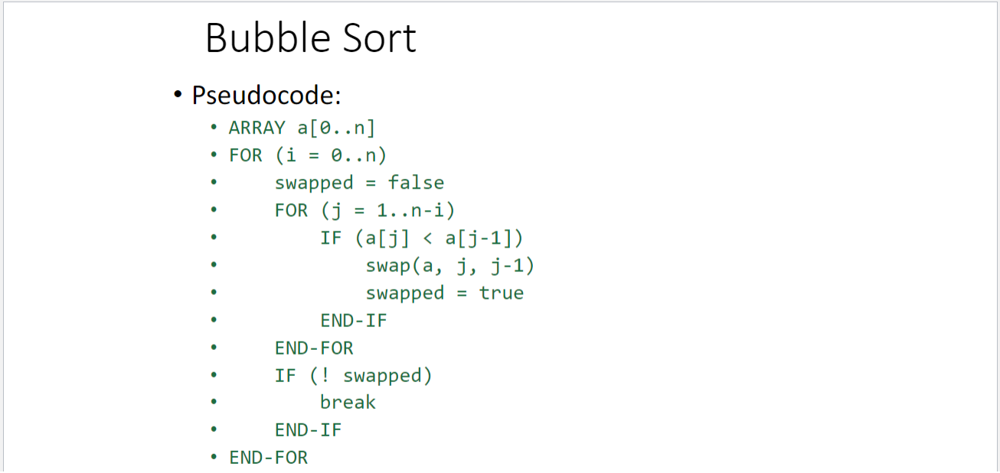 Bubble Sort
• Pseudocode:
• ARRAY a[0..n]
• FOR (i = 0..n)
•     swapped = false
•     FOR (j = 1..n-i)
•         IF (a[j] < a[j-1])
•             swap(a, j, j-1)
•             swapped = true
•         END-IF
•     END-FOR
•     IF (! swapped)
•         break
•     END-IF
• END-FOR